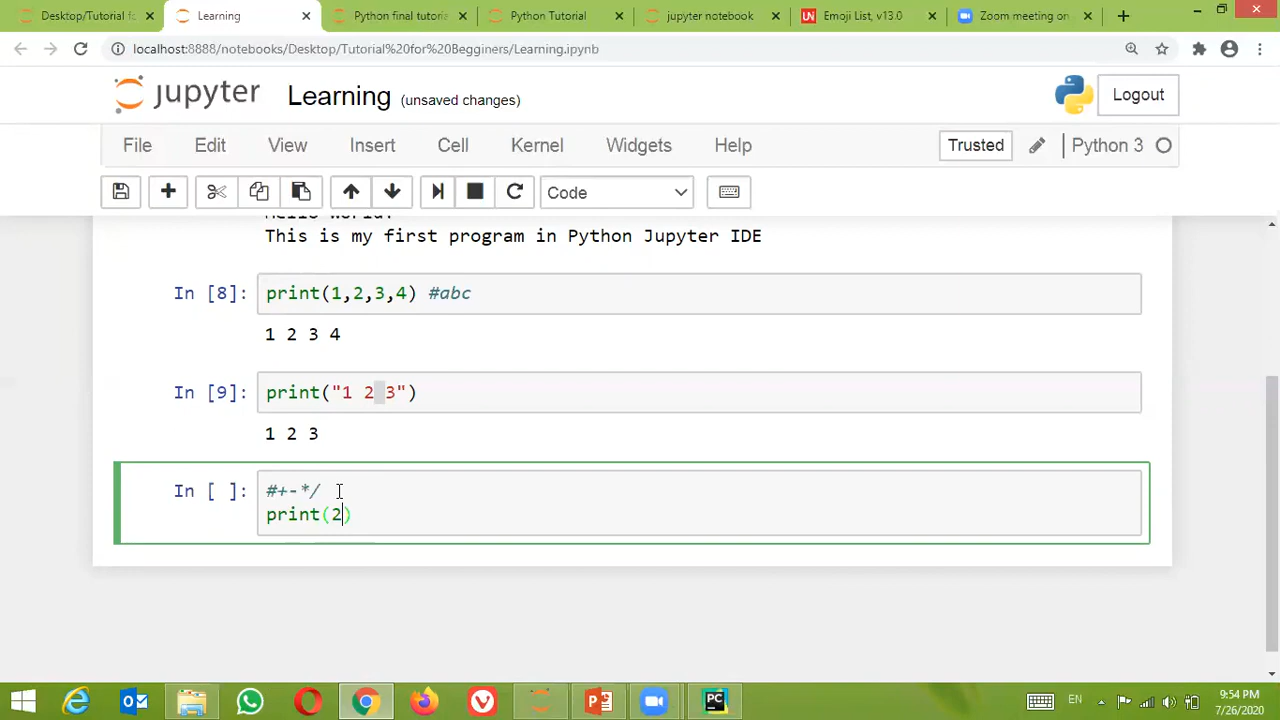 Desktop/Tutorial fo
Learning
Python final tutoria
Python Tutorial
jupyter notebook
UN Emoji List, v13.0
Zoom meeting on
localhost:8888/notebooks/Desktop/Tutorial%20for%20Begginers/Learning.ipynb
jupyter Learning (unsaved changes) Logout
File Edit View Insert Cell Kernel Widgets Help Trusted Python 3
Code
Hello World!
This is my first program in Python Jupyter IDE
In [8]: print(1,2,3,4) #abc
1 2 3 4
In [9]: print("1 2 3")
1 2 3
In [ ]: #+-*/
print(2)
EN 9:54 PM
7/26/2020